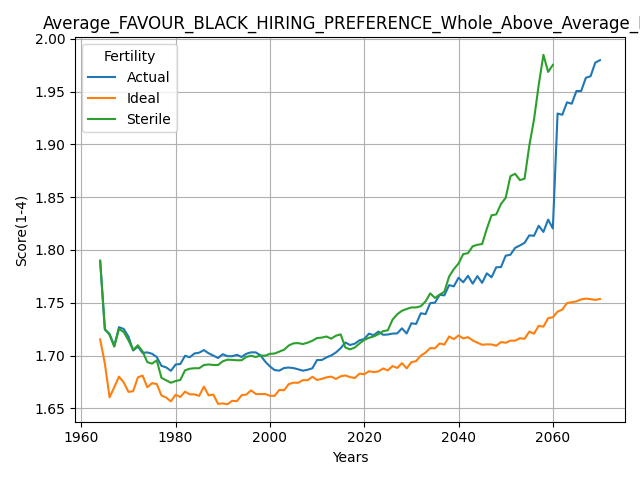 Average_FAVOUR_BLACK_HIRING_PREFERENCE_Whole_Above_Average_
2.00
1.95
1.90
1.85
1.80
1.75
1.70
1.65
Score(1-4)
Fertility
Actual
Ideal
Sterile
1960 1980 2000 2020 2040 2060
Years